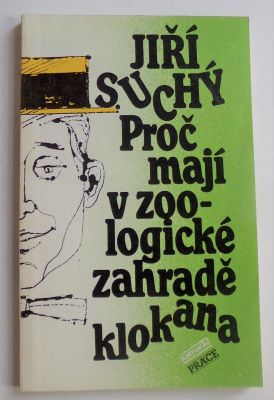 JIŘÍ
SUCHÝ
Proč
mají
v zoo-
logické
zahradě
klokana
PRÁCE